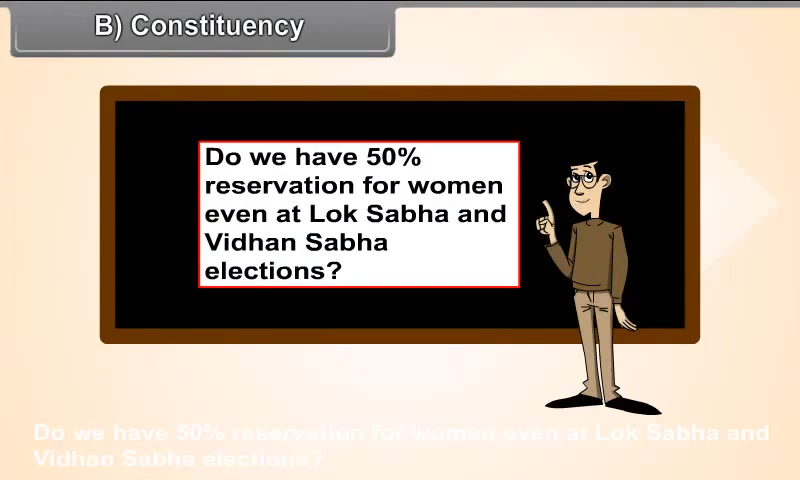 B) Constituency
Do we have 50%
reservation for women
even at Lok Sabha and
Vidhan Sabha
elections?
Do we have 50% reservation for women even at Lok Sabha and
Vidhan Sabha elections?